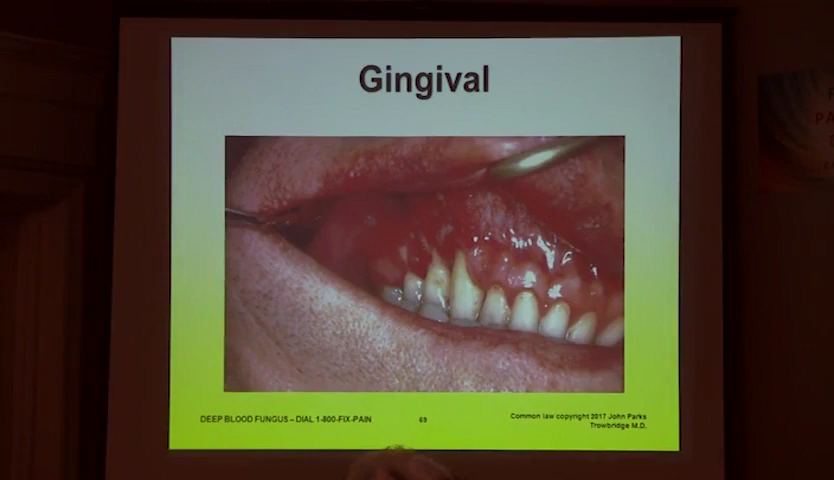 Gingival
DEEP BLOOD FUNGUS – DIAL 1-800-FIX-PAIN
69
Common law copyright 2017 John Parks
Trowbridge M.D.